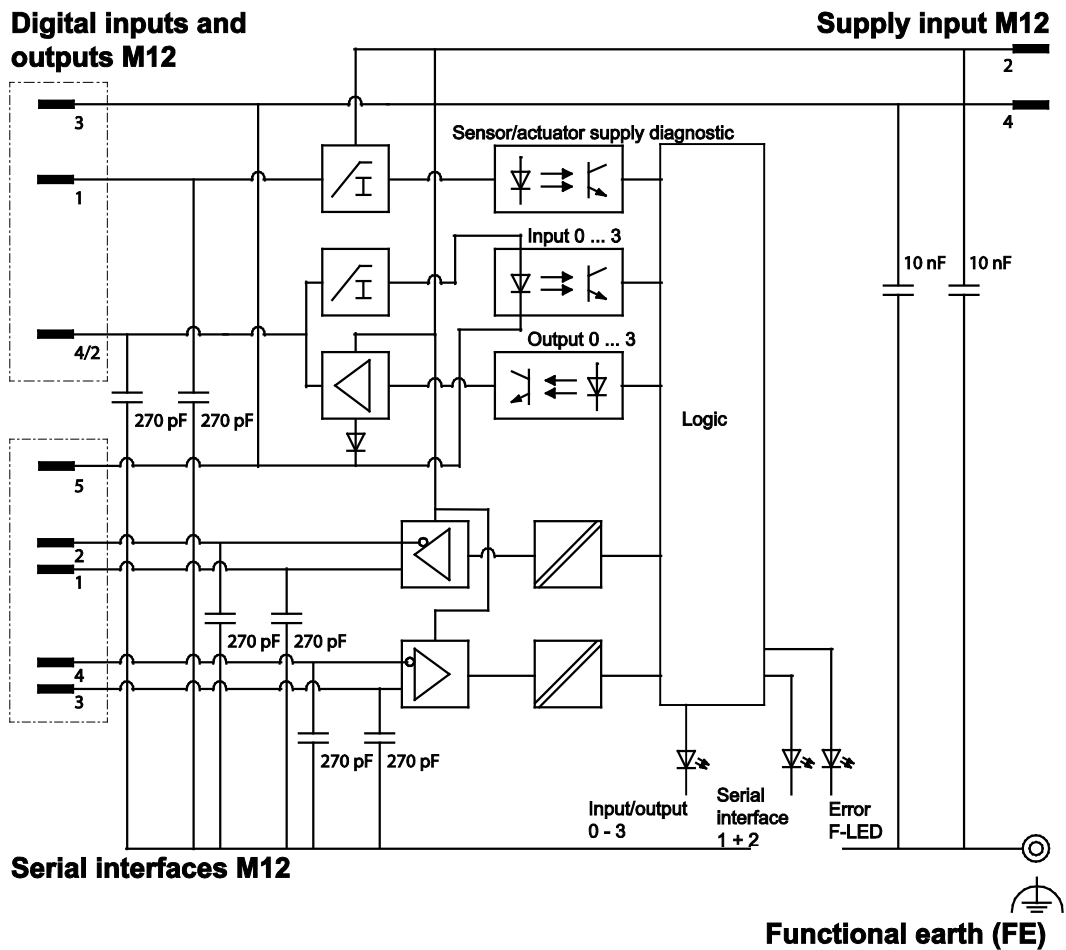 Digital inputs and
outputs M12
Supply input M12
2
3
4
Sensor/actuator supply diagnostic
1
Input 0 ... 3
10 nF
10 nF
4/2
Output 0 ... 3
270 pF
270 pF
Logic
5
2
1
270 pF
270 pF
4
3
270 pF
270 pF
Input/output
0 - 3
Serial
interface
1 + 2
Error
F-LED
Serial interfaces M12
Functional earth (FE)